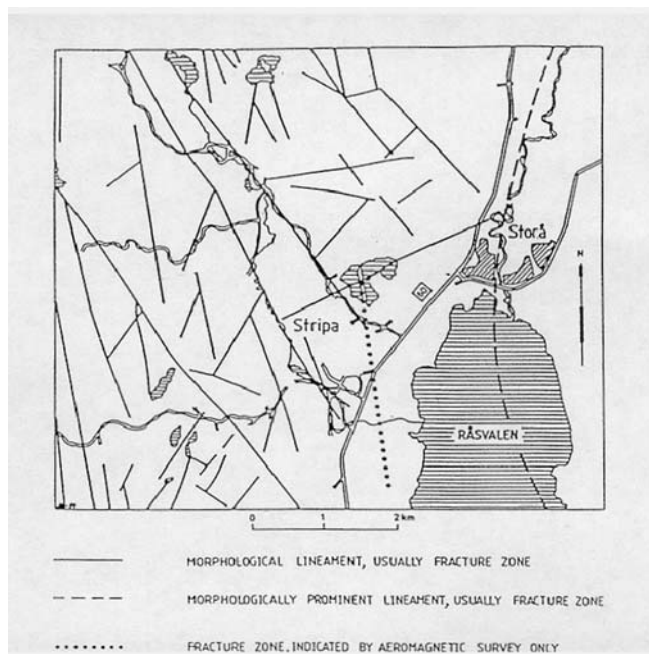 Storå
N
50
Stripa
RÅSVALEN
0 1 2 km
MORPHOLOGICAL LINEAMENT, USUALLY FRACTURE ZONE
MORPHOLOGICALLY PROMINENT LINEAMENT, USUALLY FRACTURE ZONE
FRACTURE ZONE, INDICATED BY AEROMAGNETIC SURVEY ONLY